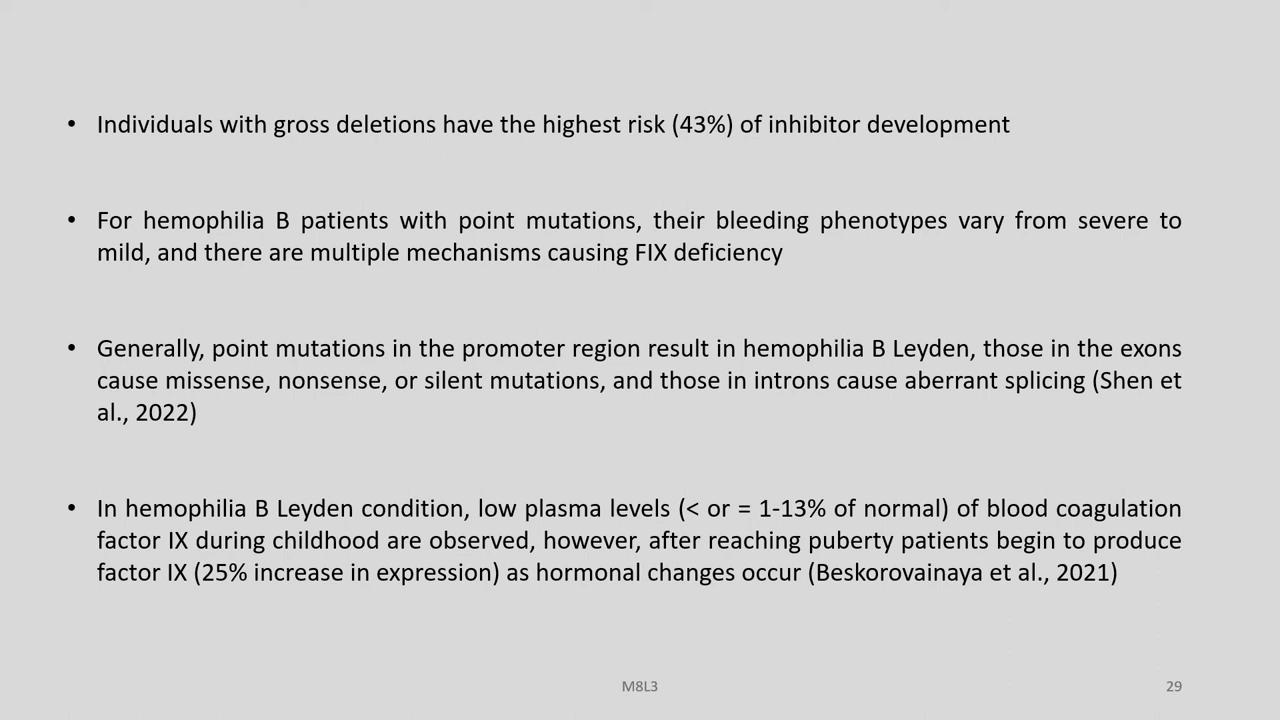 • Individuals with gross deletions have the highest risk (43%) of inhibitor development
• For hemophilia B patients with point mutations, their bleeding phenotypes vary from severe to
mild, and there are multiple mechanisms causing FIX deficiency
• Generally, point mutations in the promoter region result in hemophilia B Leyden, those in the exons
cause missense, nonsense, or silent mutations, and those in introns cause aberrant splicing (Shen et
al., 2022)
• In hemophilia B Leyden condition, low plasma levels (< or = 1-13% of normal) of blood coagulation
factor IX during childhood are observed, however, after reaching puberty patients begin to produce
factor IX (25% increase in expression) as hormonal changes occur (Beskorovainaya et al., 2021)
M8L3
29